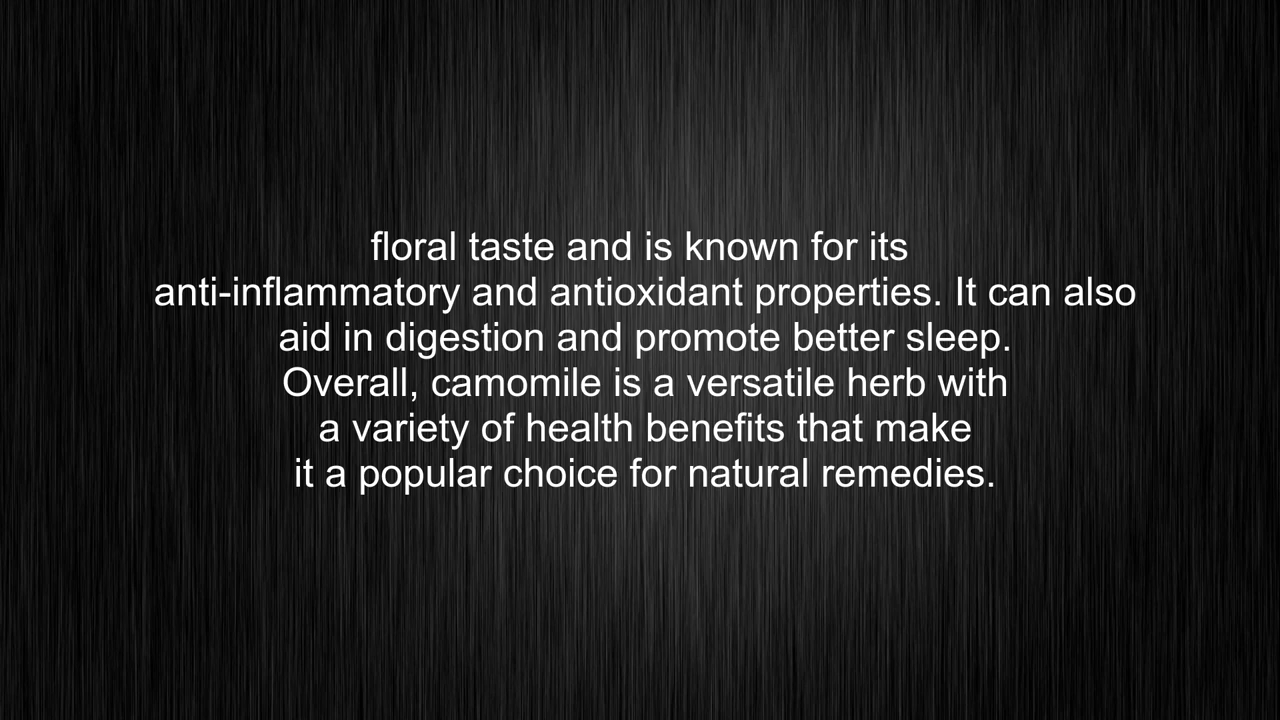 floral taste and is known for its
anti-inflammatory and antioxidant properties. It can also
aid in digestion and promote better sleep.
Overall, camomile is a versatile herb with
a variety of health benefits that make
it a popular choice for natural remedies.